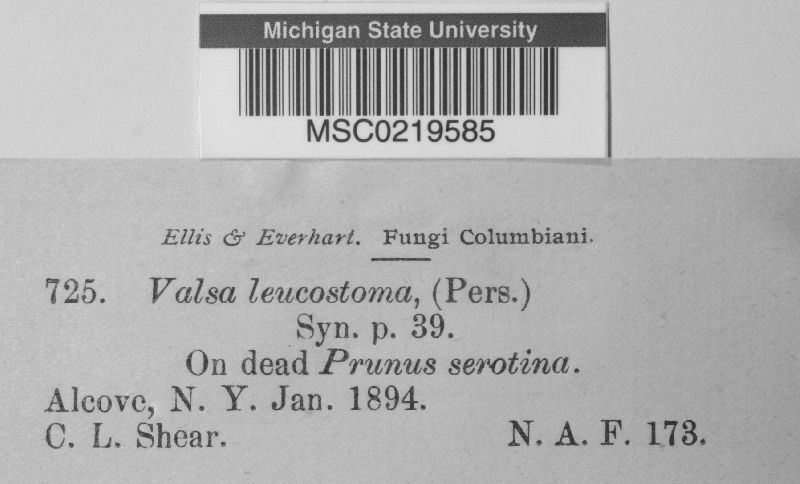 Michigan State University
MSC0219585
Ellis & Everhart. Fungi Columbiani.
725. Valsa leucostoma, (Pers.)
Syn. p. 39.
On dead Prunus serotina.
Alcove, N. Y. Jan. 1894.
C. L. Shear. N. A. F. 173.